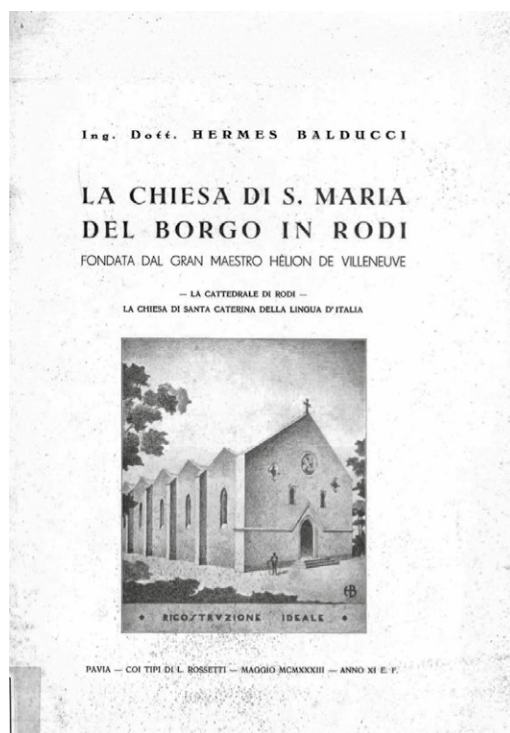 Ing. Dott. HERMES BALDUCCI
LA CHIESA DI S. MARIA
DEL BORGO IN RODI
FONDATA DAL GRAN MAESTRO HÉLION DE VILLENEUVE
— LA CATTEDRALE DI RODI —
LA CHIESA DI SANTA CATERINA DELLA LINGUA D'ITALIA
HB
• RICOSTRVZIONE IDEALE •
PAVIA — COI TIPI DI L. ROSSETTI — MAGGIO MCMXXXIII — ANNO XI E. F.